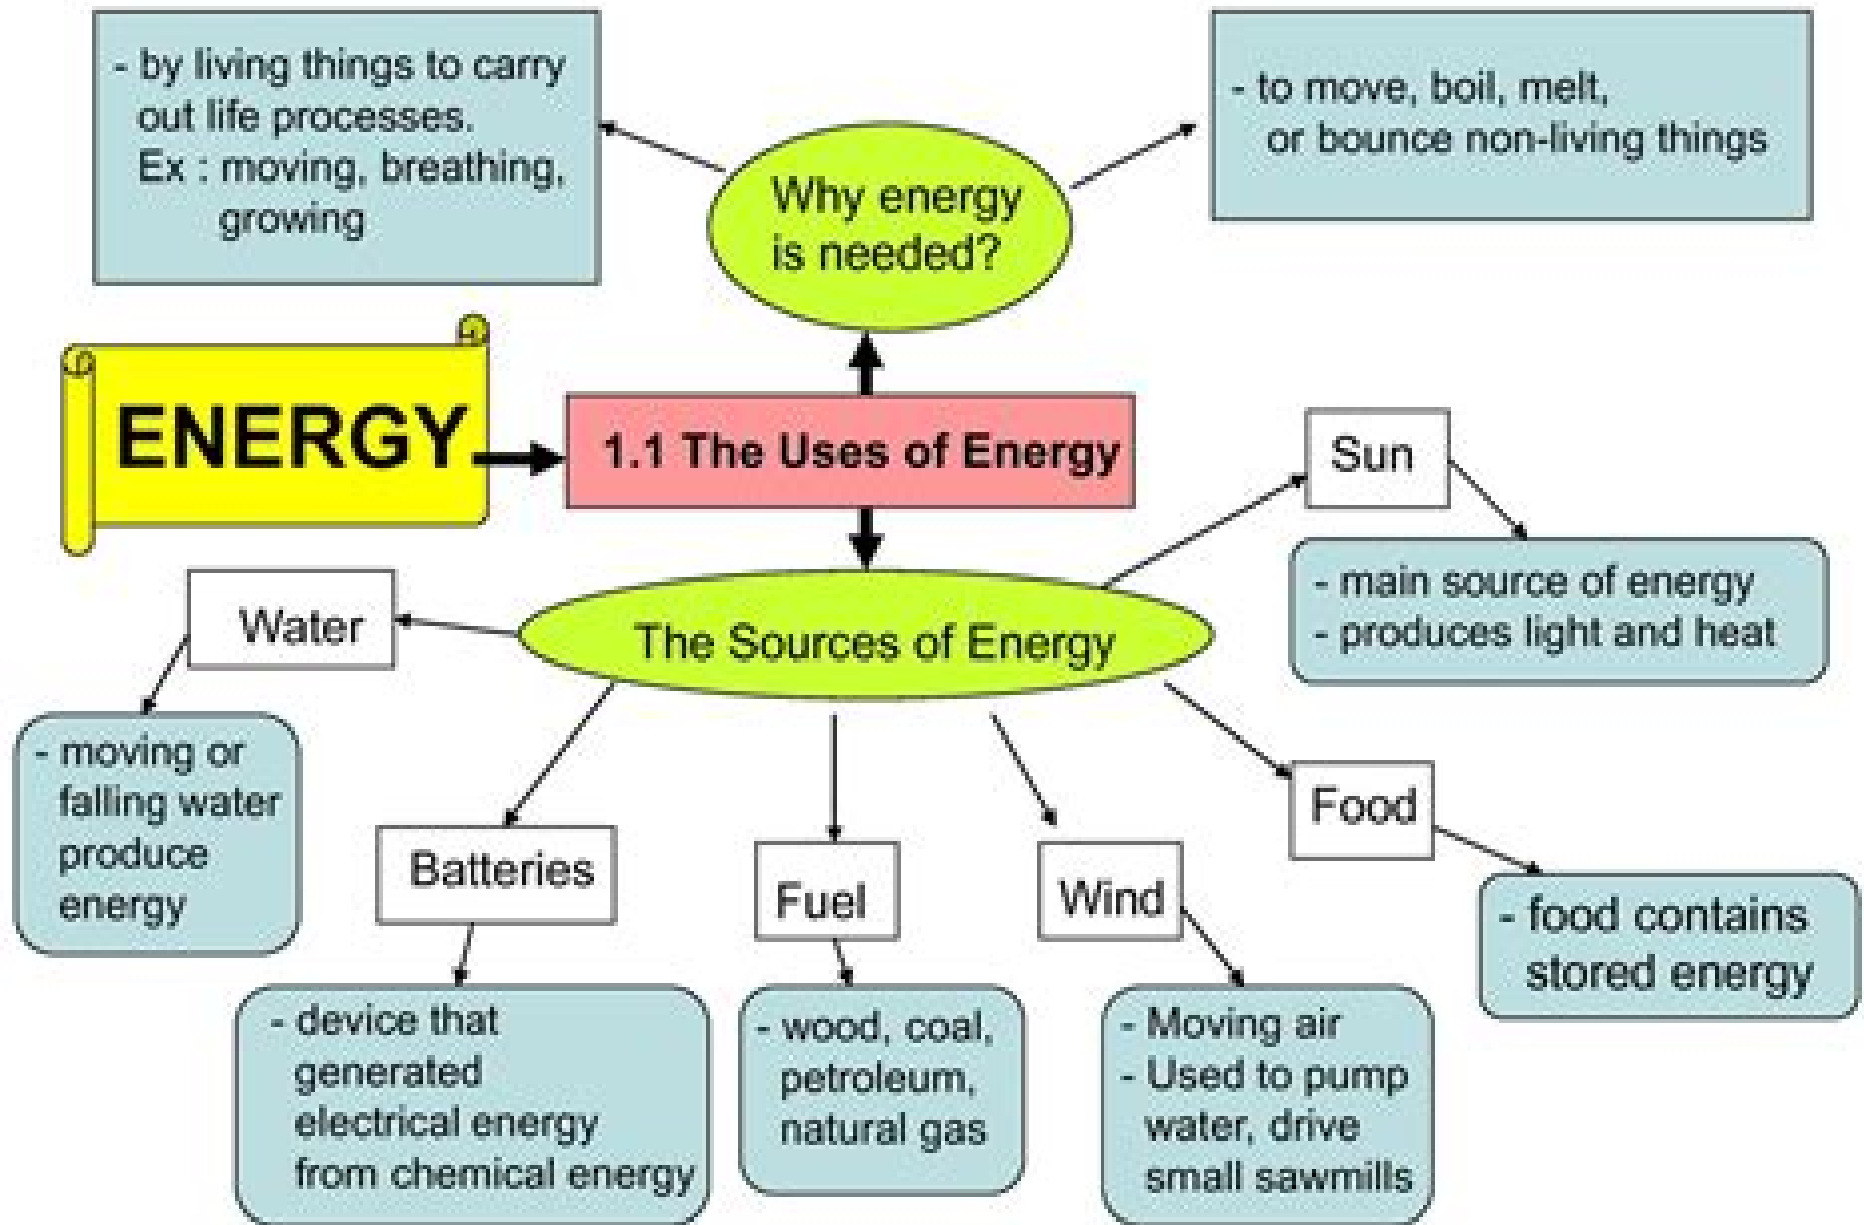 - by living things to carry
out life processes.
Ex : moving, breathing,
growing
- to move, boil, melt,
or bounce non-living things
Why energy
is needed?
ENERGY
1.1 The Uses of Energy
Sun
- main source of energy
- produces light and heat
Water
The Sources of Energy
- moving or
falling water
produce
energy
Batteries
Fuel
Wind
Food
- food contains
stored energy
- device that
generated
electrical energy
from chemical energy
- wood, coal,
petroleum,
natural gas
- Moving air
- Used to pump
water, drive
small sawmills